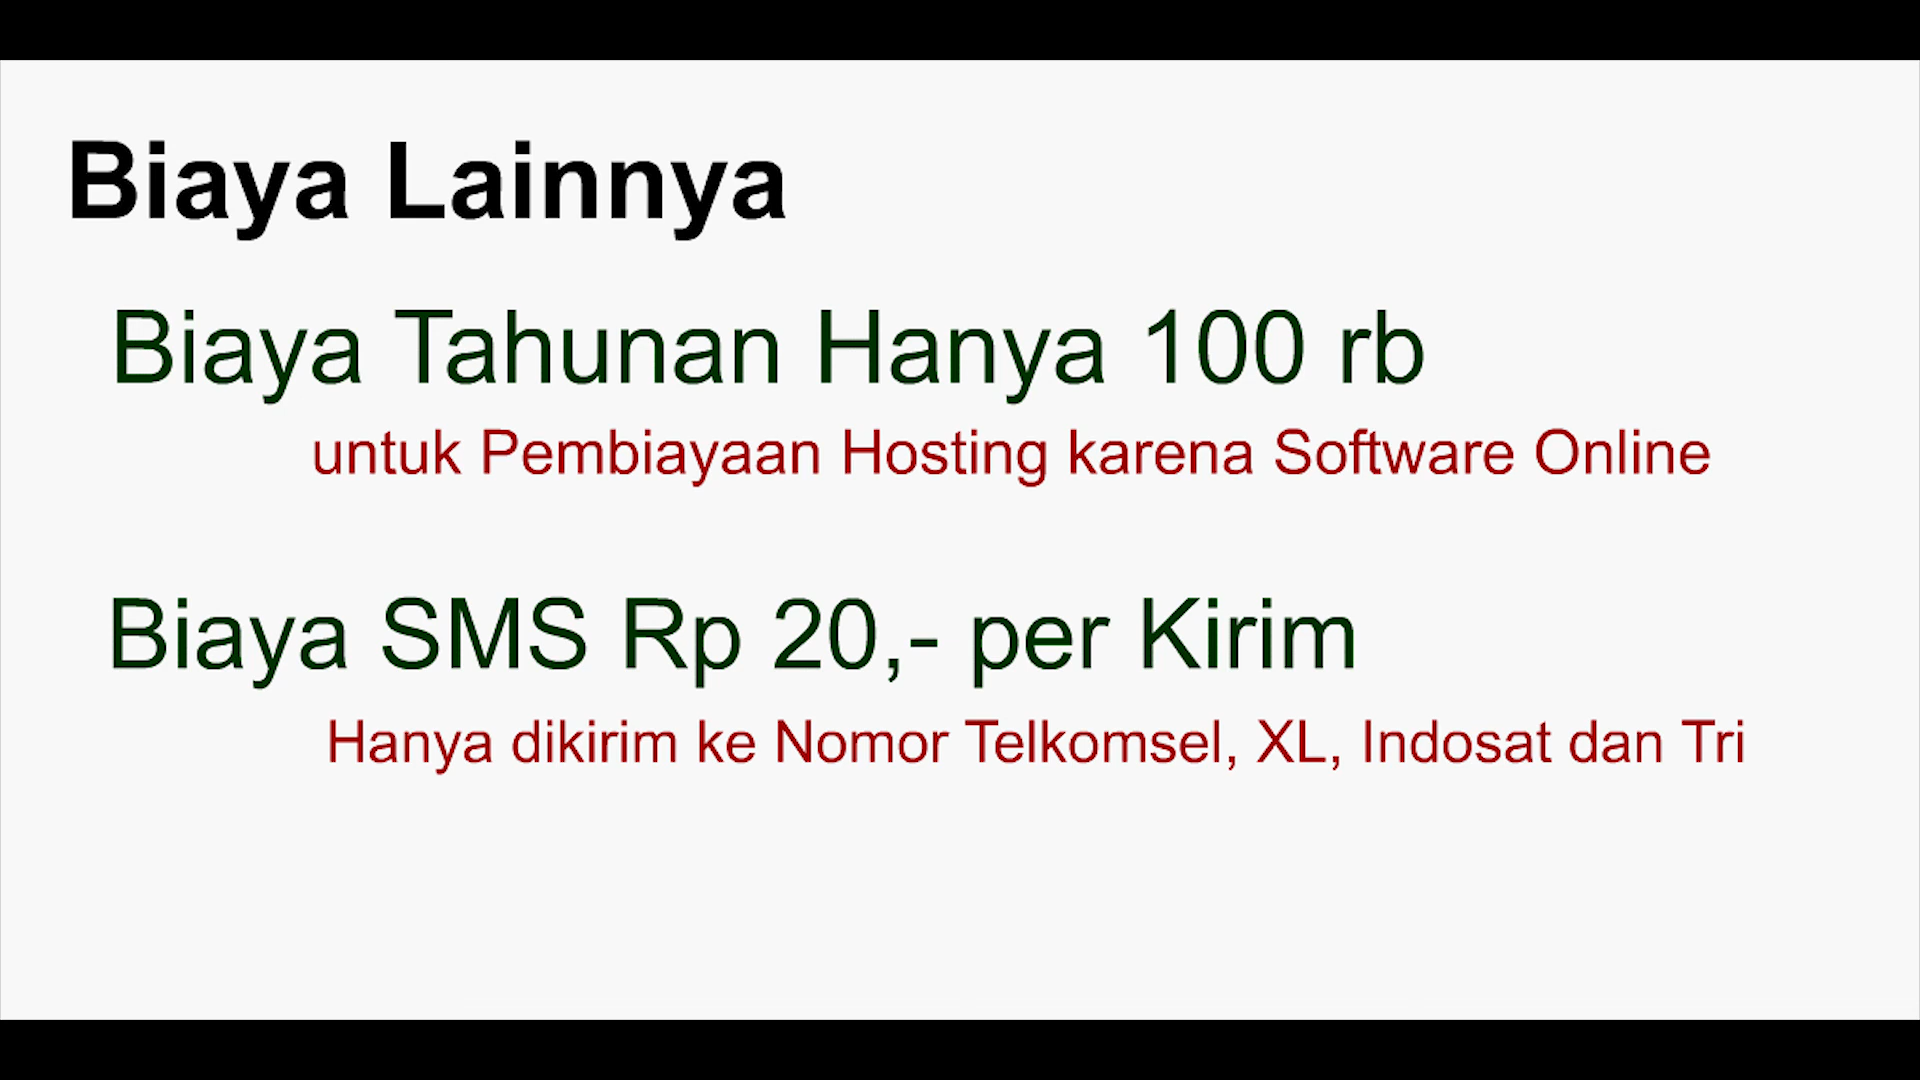 Biaya Lainnya
Biaya Tahunan Hanya 100 rb
untuk Pembiayaan Hosting karena Software Online
Biaya SMS Rp 20,- per Kirim
Hanya dikirim ke Nomor Telkomsel, XL, Indosat dan Tri